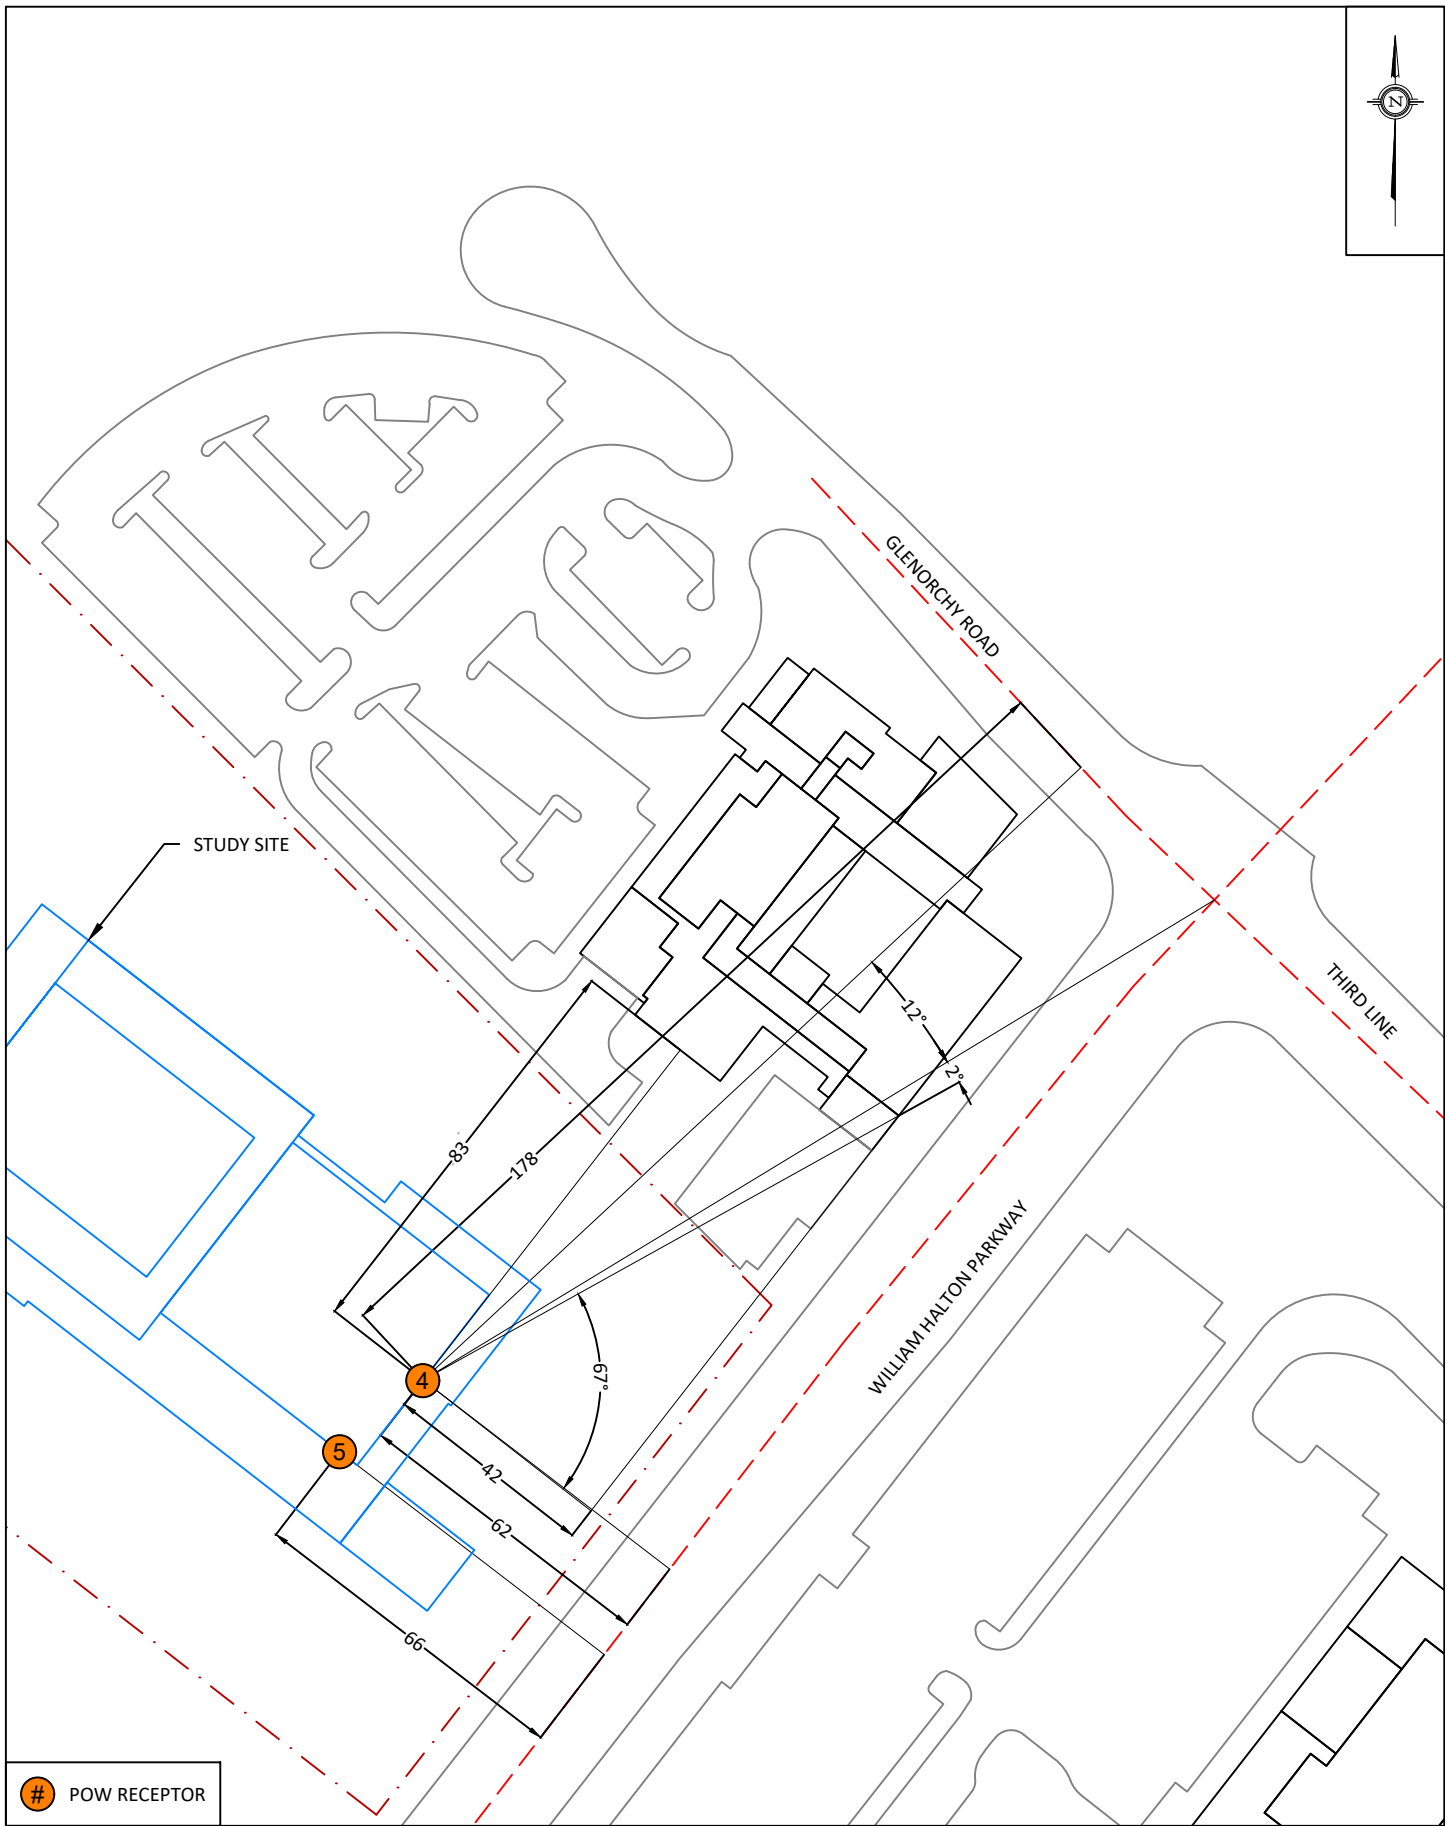 N
GLENORCHY ROAD
STUDY SITE
THIRD LINE
12°
2°
83
178
WILLIAM HALTON PARKWAY
67°
4
5
42
62
66
# POW RECEPTOR